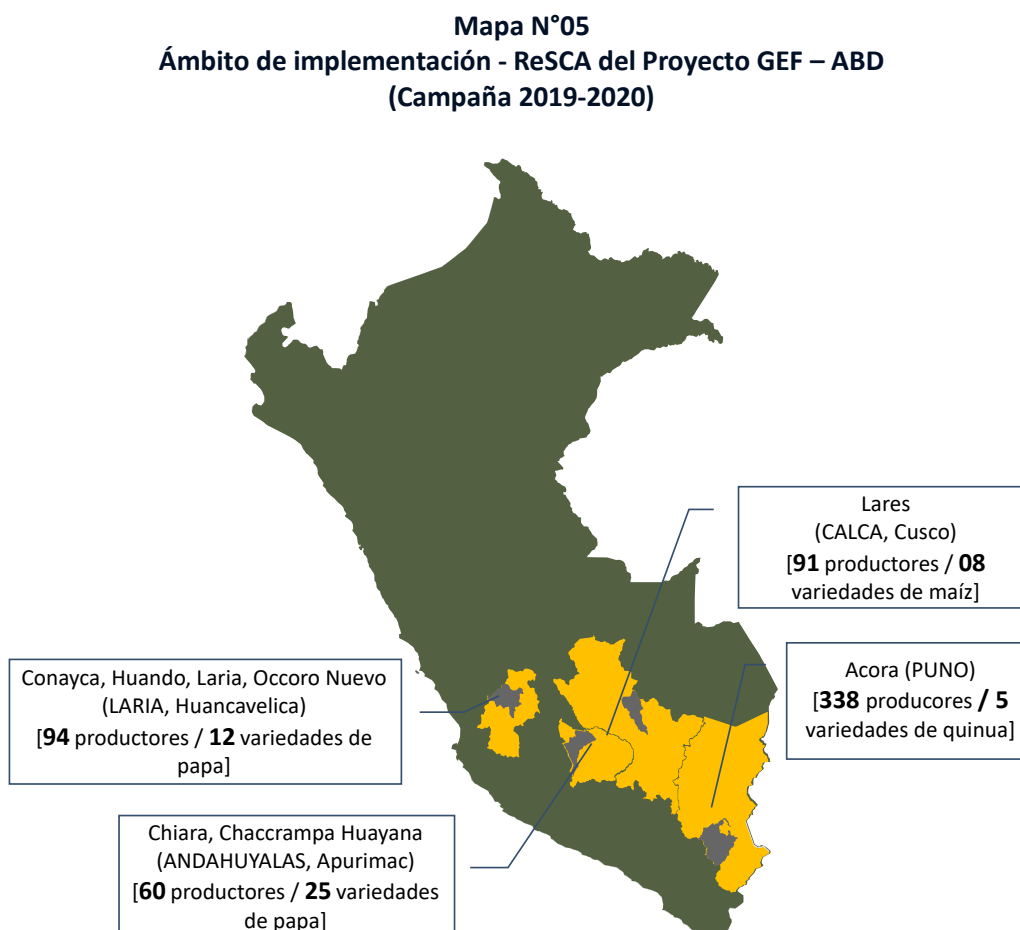 Mapa N°05
Ámbito de implementación - ReSCA del Proyecto GEF – ABD
(Campaña 2019-2020)
Lares
(CALCA, Cusco)
[91 productores / 08
variedades de maíz]
Acora (PUNO)
[338 producores / 5
variedades de quinua]
Conayca, Huando, Laria, Occoro Nuevo
(LARIA, Huancavelica)
[94 productores / 12 variedades de
papa]
Chiara, Chaccrampa Huayana
(ANDAHUYALAS, Apurimac)
[60 productores / 25 variedades
de papa]